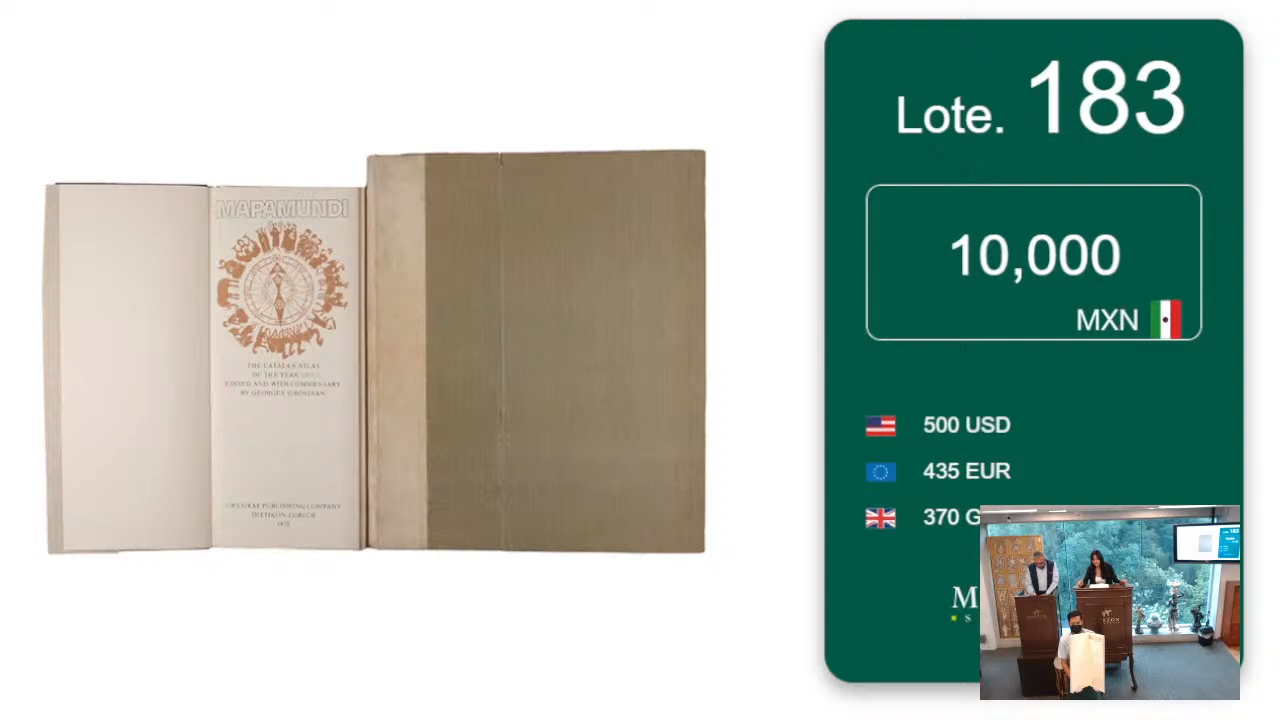 MAPAMUNDI
THE CATALAN ATLAS
OF THE YEAR
EDITED AND WITH COMMENTARY
BY GEORGES GROSJEAN
URS GRAF PUBLISHING COMPANY
DIETIKON-ZURICH
1978
Lote. 183
10,000
MXN
500 USD
435 EUR
370 G
M
S